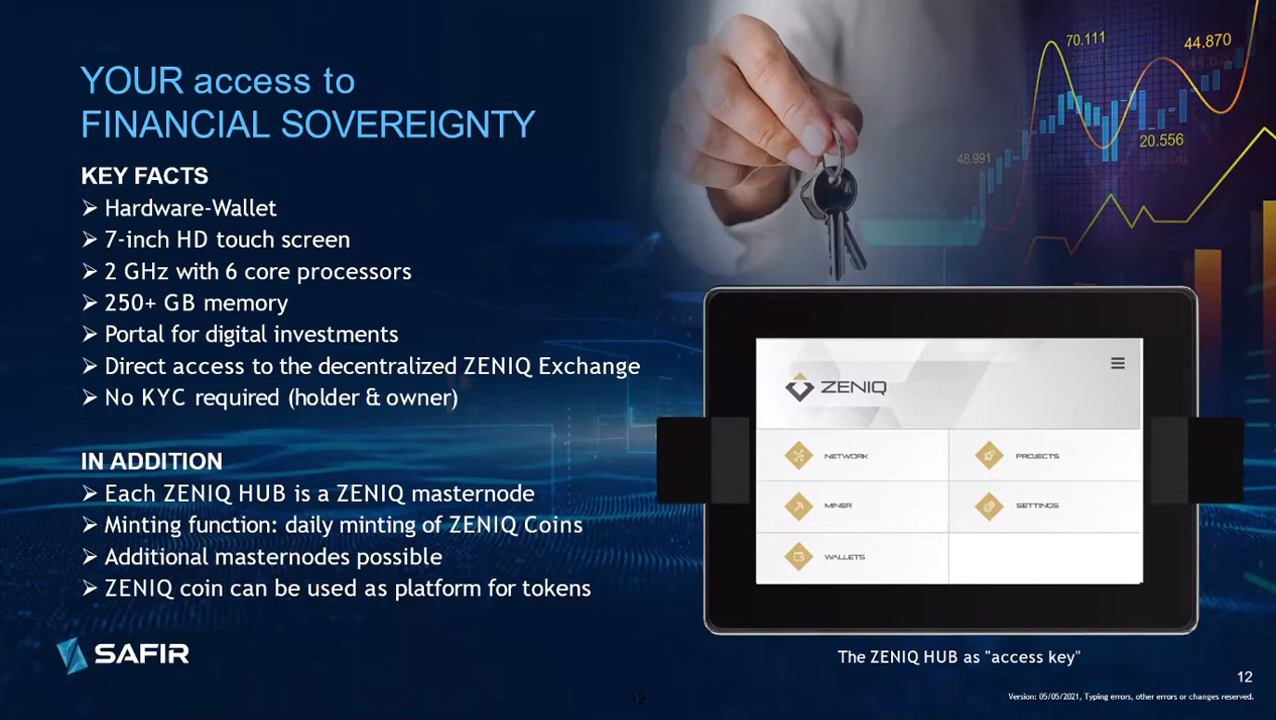 YOUR access to
FINANCIAL SOVEREIGNTY
KEY FACTS
➢ Hardware-Wallet
➢ 7-inch HD touch screen
➢ 2 GHz with 6 core processors
➢ 250+ GB memory
➢ Portal for digital investments
➢ Direct access to the decentralized ZENIQ Exchange
➢ No KYC required (holder & owner)
IN ADDITION
➢ Each ZENIQ HUB is a ZENIQ masternode
➢ Minting function: daily minting of ZENIQ Coins
➢ Additional masternodes possible
➢ ZENIQ coin can be used as platform for tokens
SAFIR
70.111
44.870
20.556
48.991
ZENIQ
NETWORK
PROJECTS
MINER
SETTINGS
WALLETS
The ZENIQ HUB as "access key"
12
12
Version: 05/05/2021, Typing errors, other errors or changes reserved.